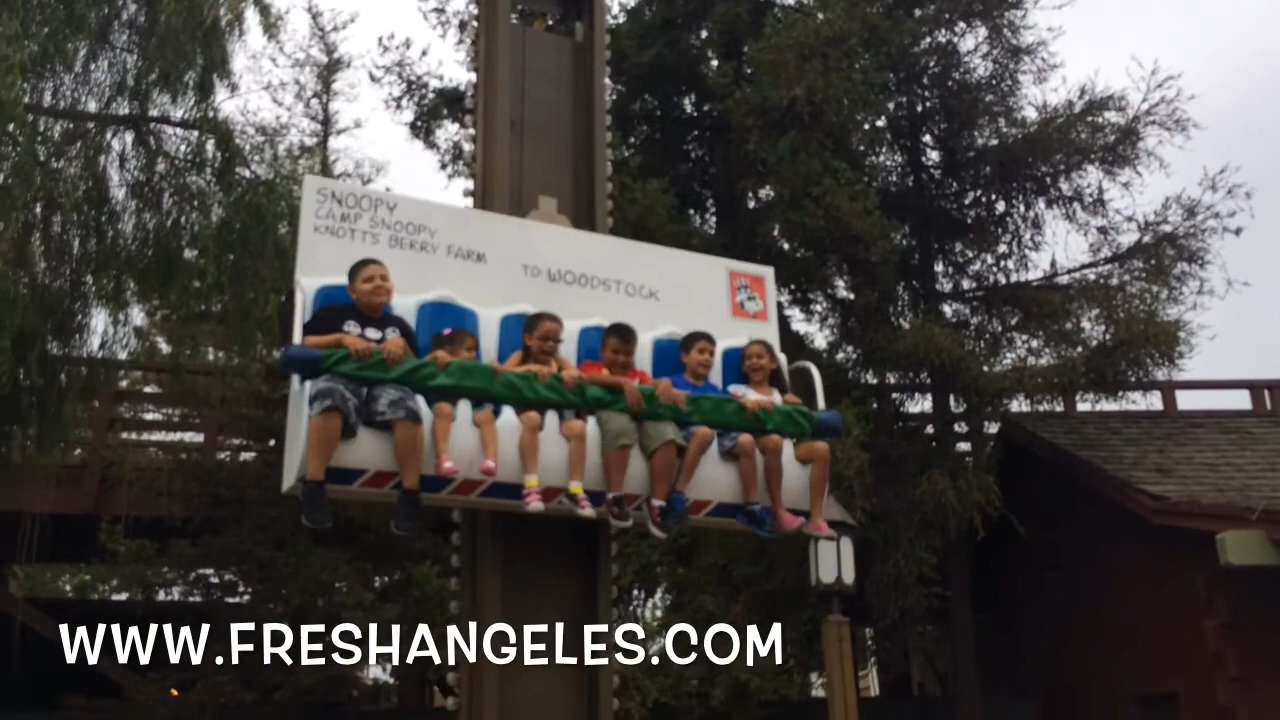 SNOOPY
CAMP SNOOPY
KNOTT'S BERRY FARM
TO: WOODSTOCK
WWW.FRESHANGELES.COM